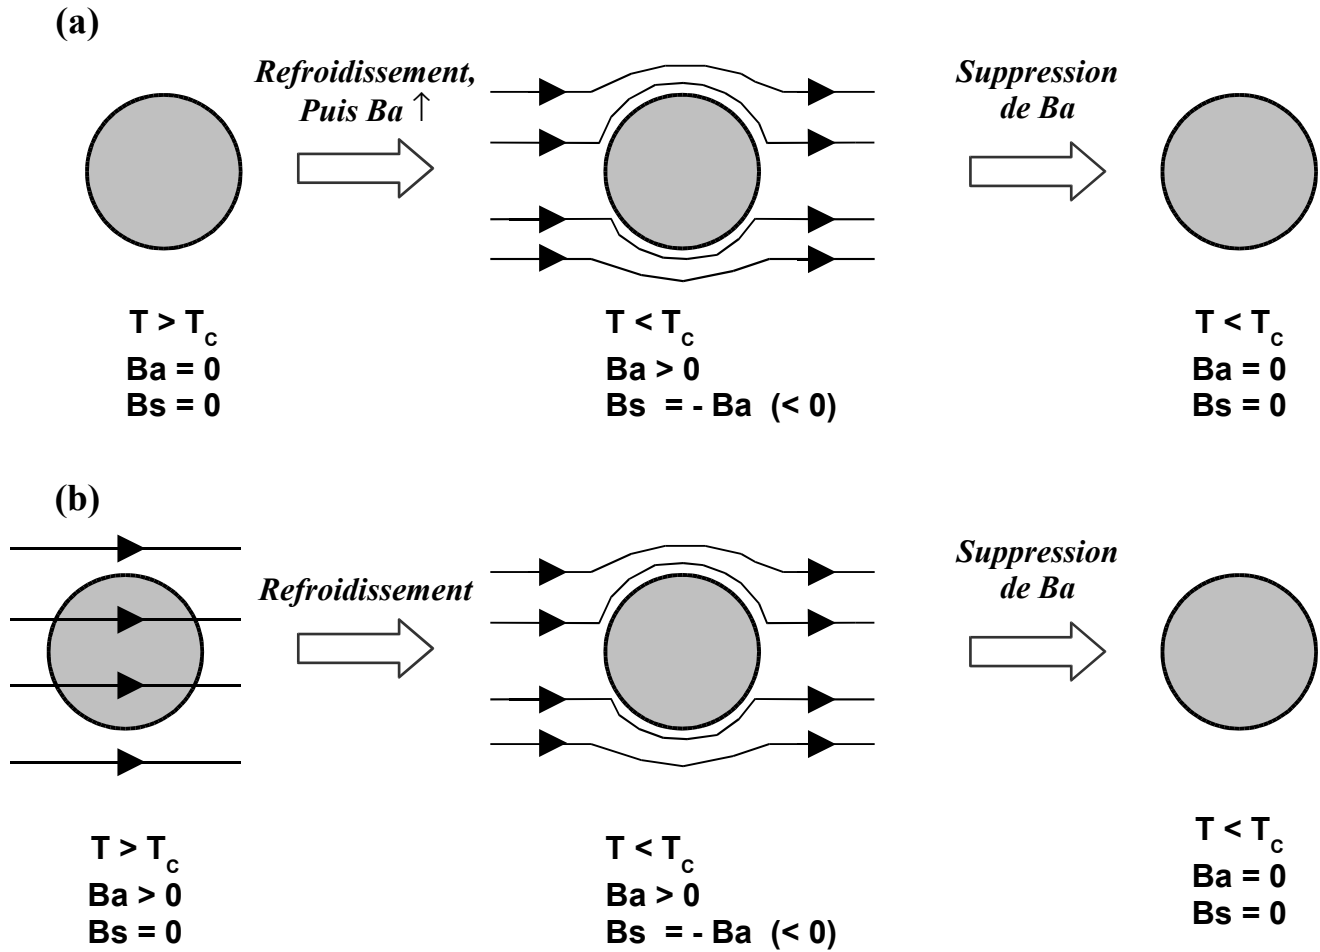 (a)
Refroidissement,
Puis Ba ↑
Suppression
de Ba
T > Tc
Ba = 0
Bs = 0
T < Tc
Ba > 0
Bs = - Ba (< 0)
T < Tc
Ba = 0
Bs = 0
(b)
Refroidissement
Suppression
de Ba
T > Tc
Ba > 0
Bs = 0
T < Tc
Ba > 0
Bs = - Ba (< 0)
T < Tc
Ba = 0
Bs = 0